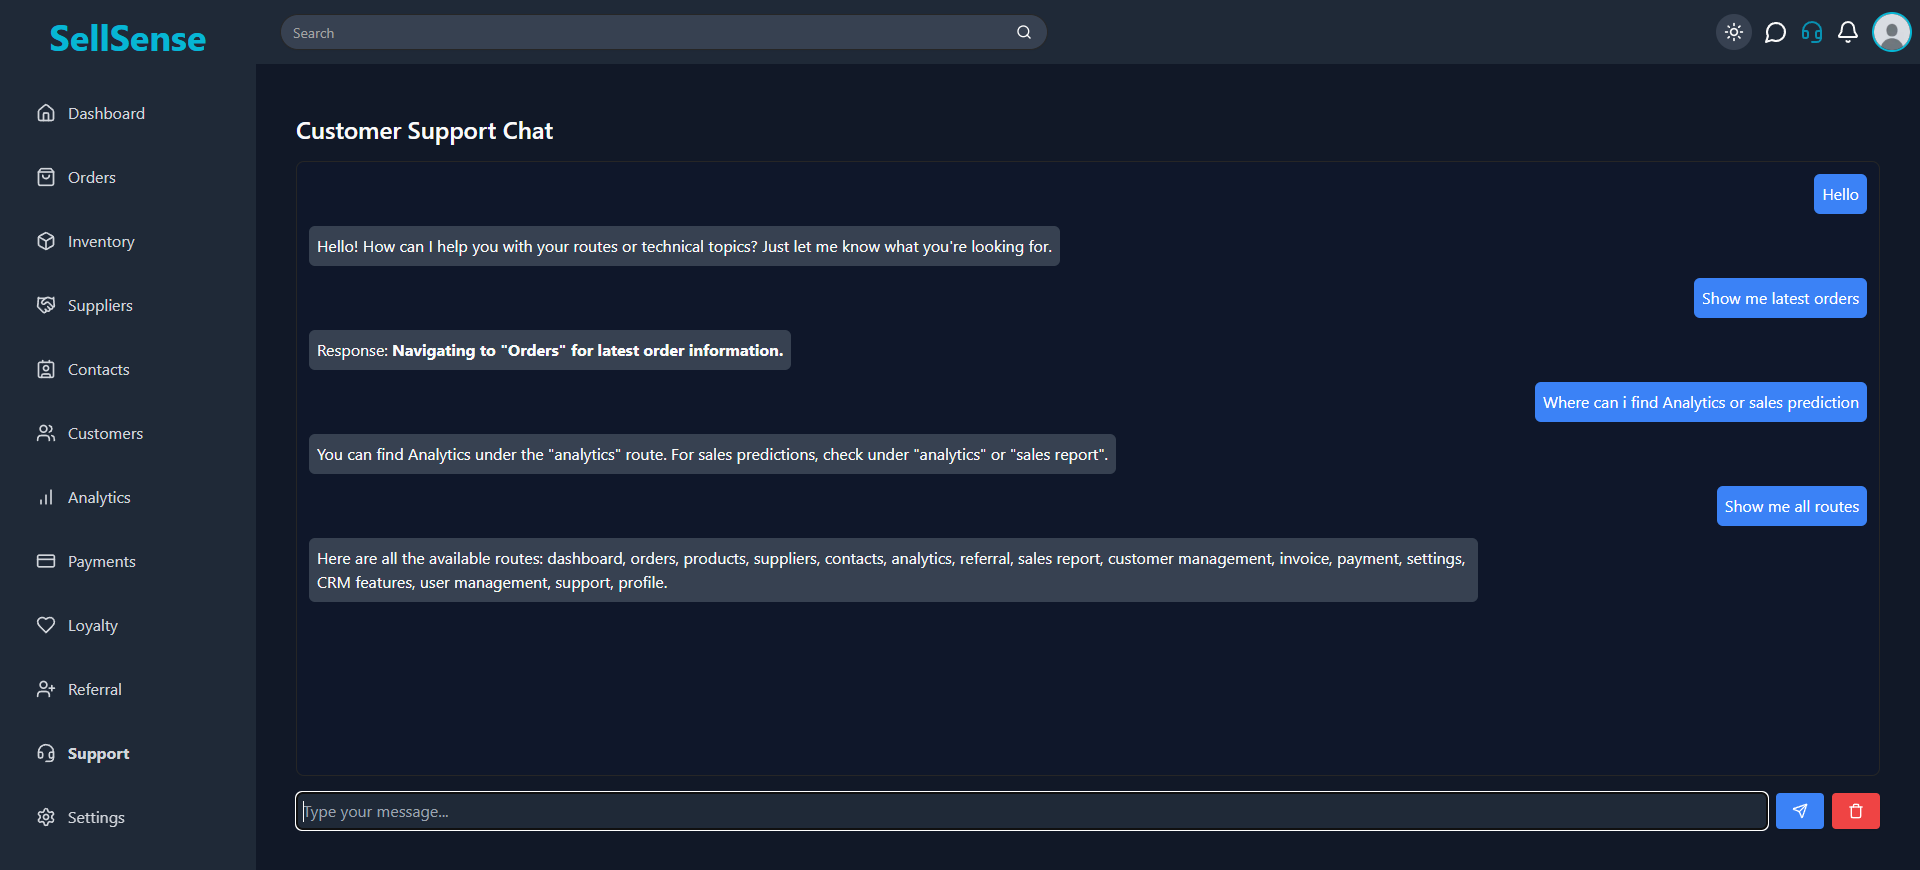 SellSense
Search
Dashboard
Orders
Inventory
Suppliers
Contacts
Customers
Analytics
Payments
Loyalty
Referral
Support
Settings
Customer Support Chat
Hello
Hello! How can I help you with your routes or technical topics? Just let me know what you're looking for.
Show me latest orders
Response: Navigating to "Orders" for latest order information.
Where can i find Analytics or sales prediction
You can find Analytics under the "analytics" route. For sales predictions, check under "analytics" or "sales report".
Show me all routes
Here are all the available routes: dashboard, orders, products, suppliers, contacts, analytics, referral, sales report, customer management, invoice, payment, settings,
CRM features, user management, support, profile.
Type your message...